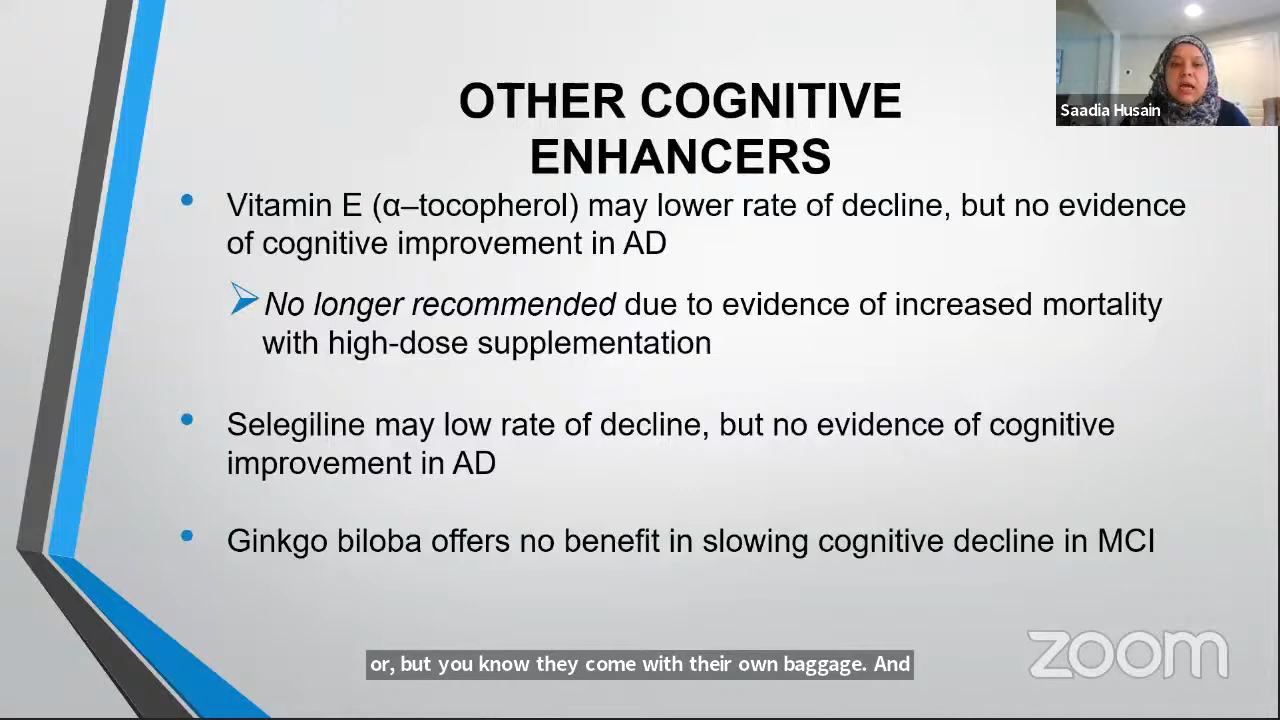 OTHER COGNITIVE
ENHANCERS
Saadia Husain
• Vitamin E (α–tocopherol) may lower rate of decline, but no evidence
of cognitive improvement in AD
➢ No longer recommended due to evidence of increased mortality
with high-dose supplementation
• Selegiline may low rate of decline, but no evidence of cognitive
improvement in AD
• Ginkgo biloba offers no benefit in slowing cognitive decline in MCI
or, but you know they come with their own baggage. And
zoom